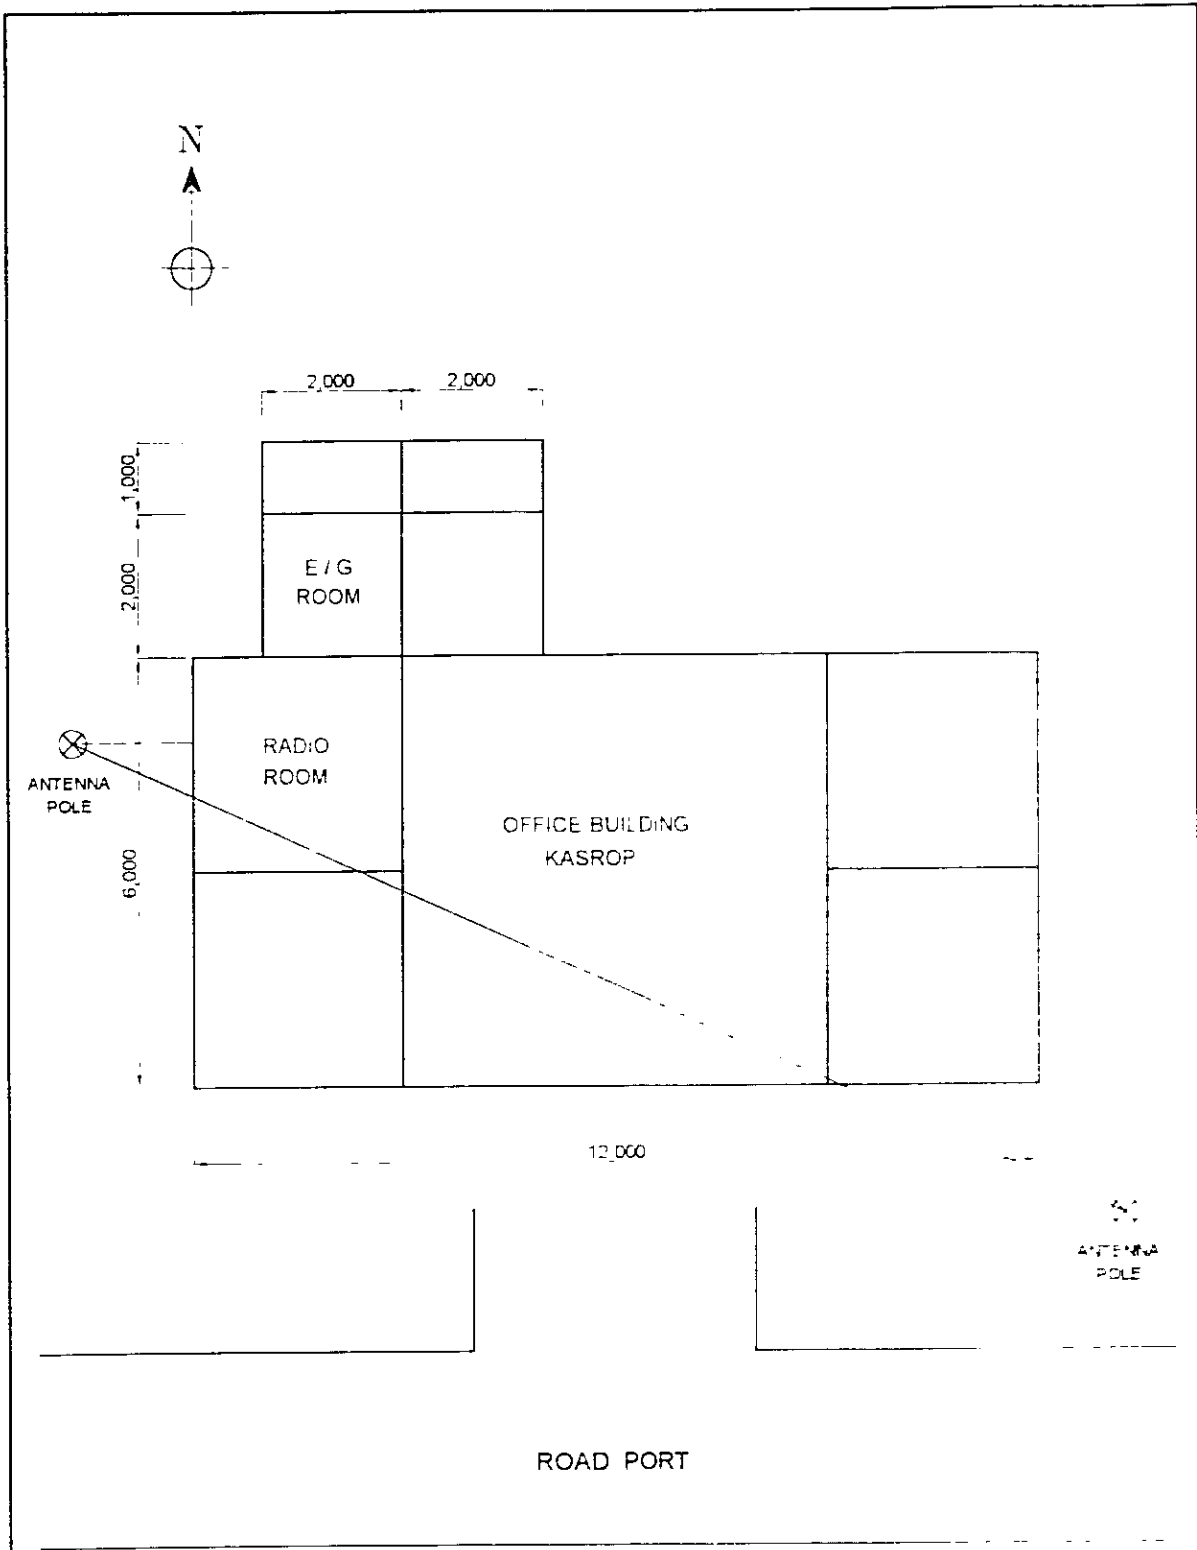 N
2,000
2,000
1,000
2,000
E / G
ROOM
RADIO
ROOM
ANTENNA
POLE
OFFICE BUILDING
KASROP
6,000
12,000
ANTENNA
POLE
ROAD PORT